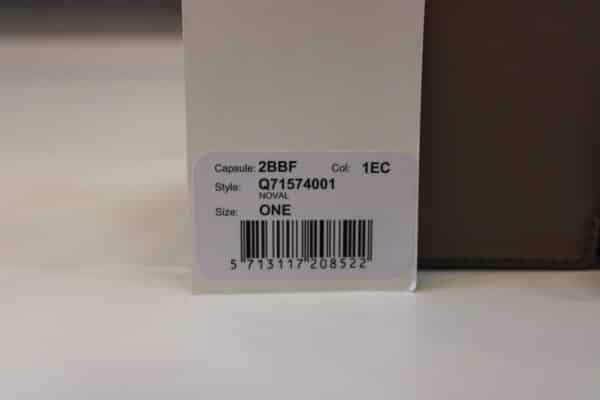 Capsule: 2BBF Col: 1EC
Style: Q71574001
NOVAL
Size: ONE
5 713117 208522